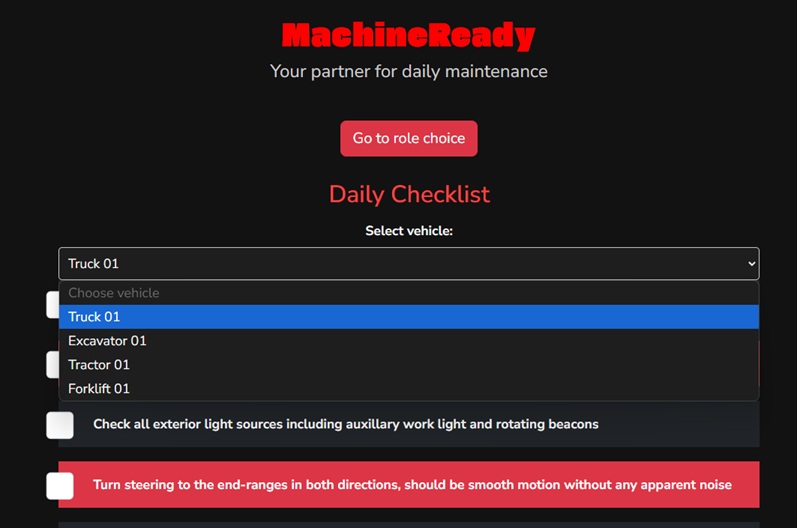 MachineReady
Your partner for daily maintenance
Go to role choice
Daily Checklist
Select vehicle:
Truck 01
Choose vehicle
Truck 01
Excavator 01
Tractor 01
Forklift 01
Check all exterior light sources including auxillary work light and rotating beacons
Turn steering to the end-ranges in both directions, should be smooth motion without any apparent noise